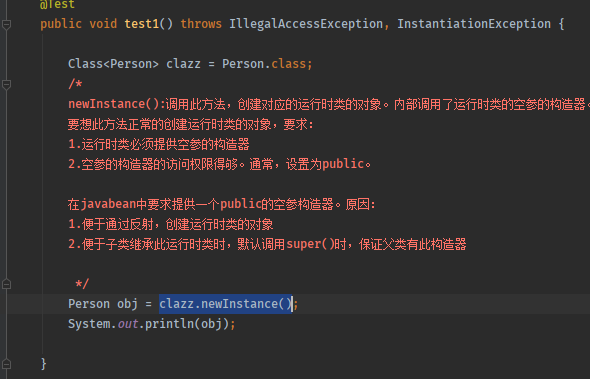 @Test
public void test1() throws IllegalAccessException, InstantiationException {
Class<Person> clazz = Person.class;
/*
newInstance():调用此方法，创建对应的运行时类的对象。内部调用了运行时类的空参的构造器。
要想此方法正常的创建运行时类的对象，要求：
1.运行时类必须提供空参的构造器
2.空参的构造器的访问权限得够。通常，设置为public。
在javabean中要求提供一个public的空参构造器。原因：
1.便于通过反射，创建运行时类的对象
2.便于子类继承此运行时类时，默认调用super()时，保证父类有此构造器
*/
Person obj = clazz.newInstance();
System.out.println(obj);
}